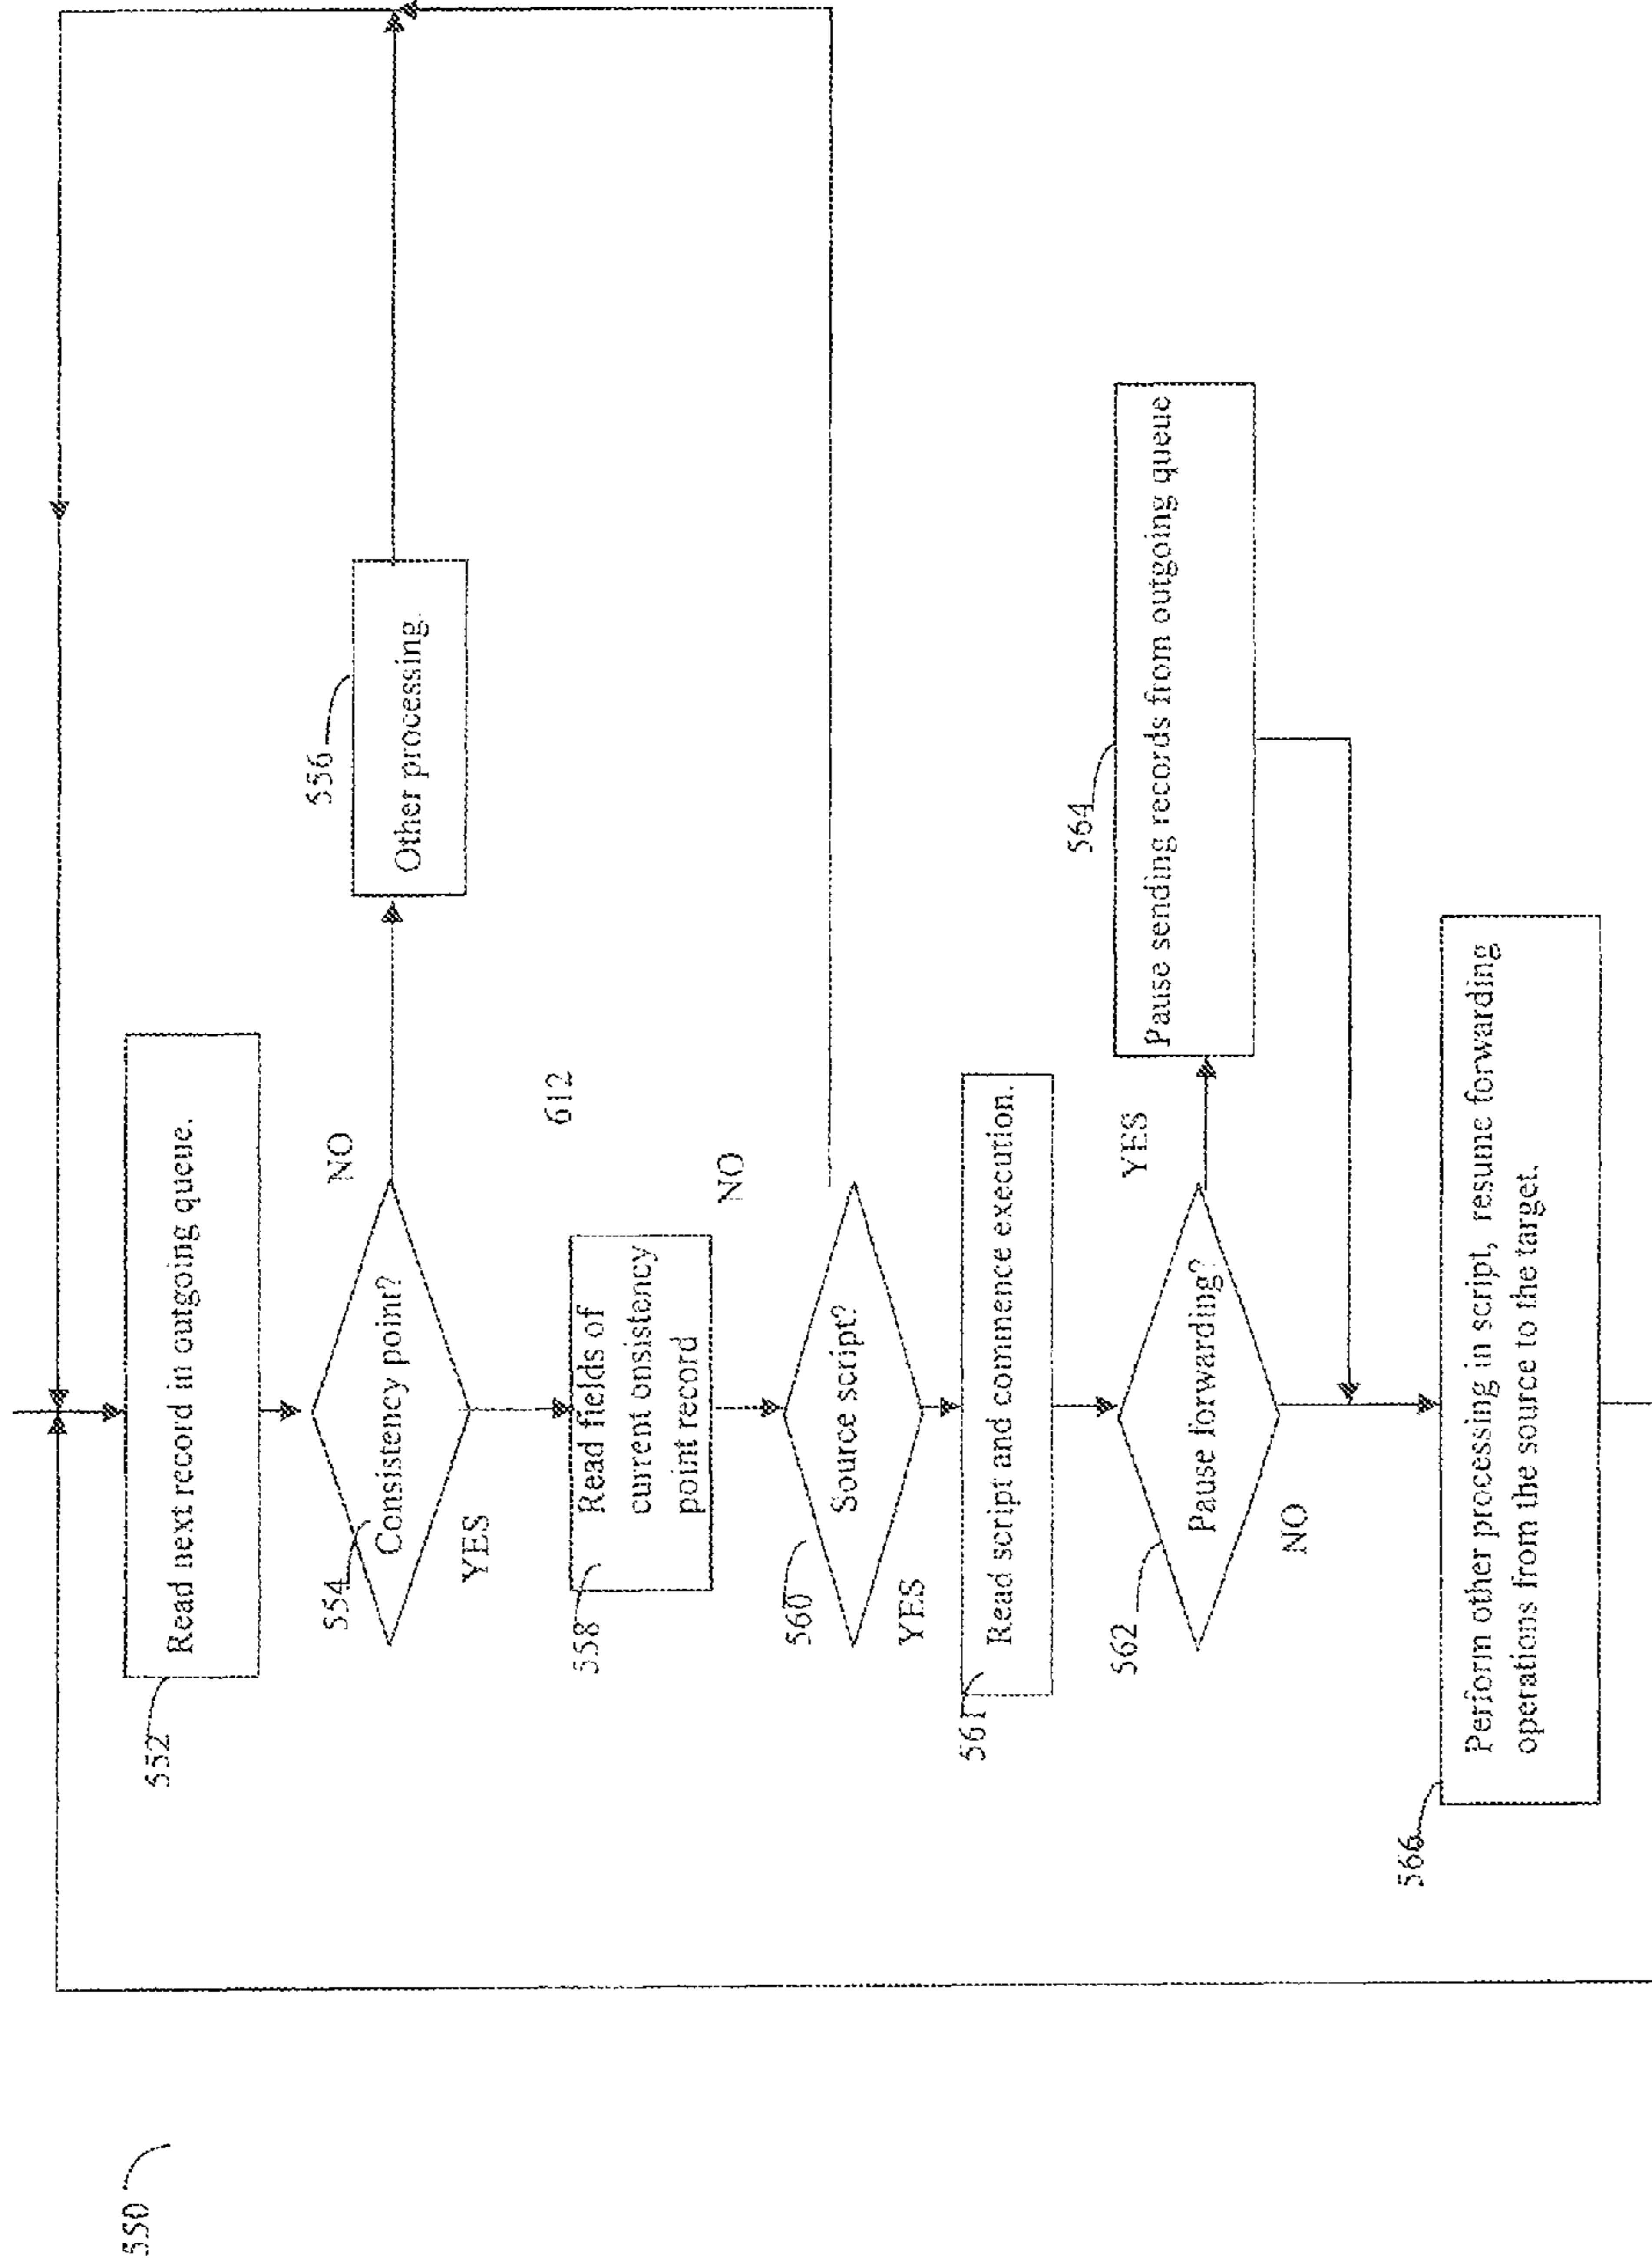 550
552
Read next record in outgoing queue.
554
Consistency point?
NO
556
Other processing.
YES
612
558
Read fields of
current onsistency
point record
560
Source script?
NO
YES
561
Read script and commence execution.
562
Pause forwarding?
YES
564
Pause sending records from outgoing queue
NO
566
Perform other processing in script, resume forwarding
operations from the source to the target.